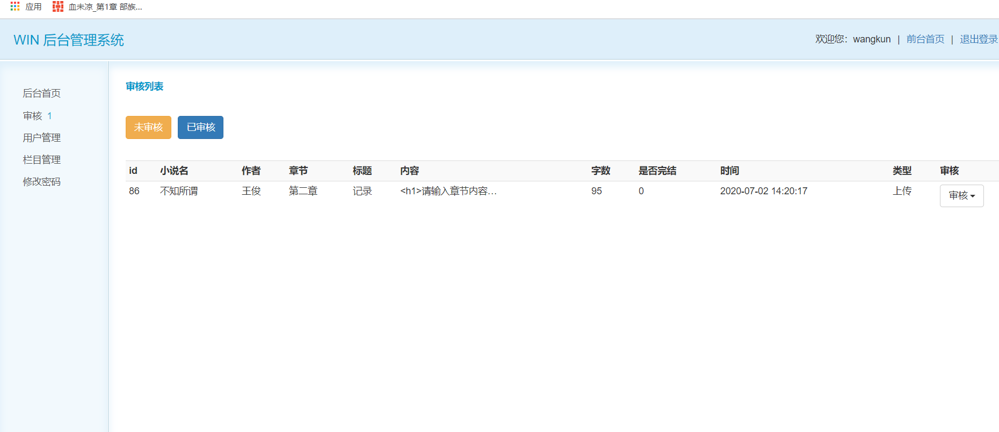 应用 血未凉_第1章 部族...
WIN 后台管理系统 欢迎您：wangkun | 前台首页 | 退出登录
后台首页
审核 1
用户管理
栏目管理
修改密码
审核列表
未审核 已审核
id 小说名 作者 章节 标题 内容 字数 是否完结 时间 类型 审核
86 不知所谓 王俊 第二章 记录 <h1>请输入章节内容... 95 0 2020-07-02 14:20:17 上传 审核